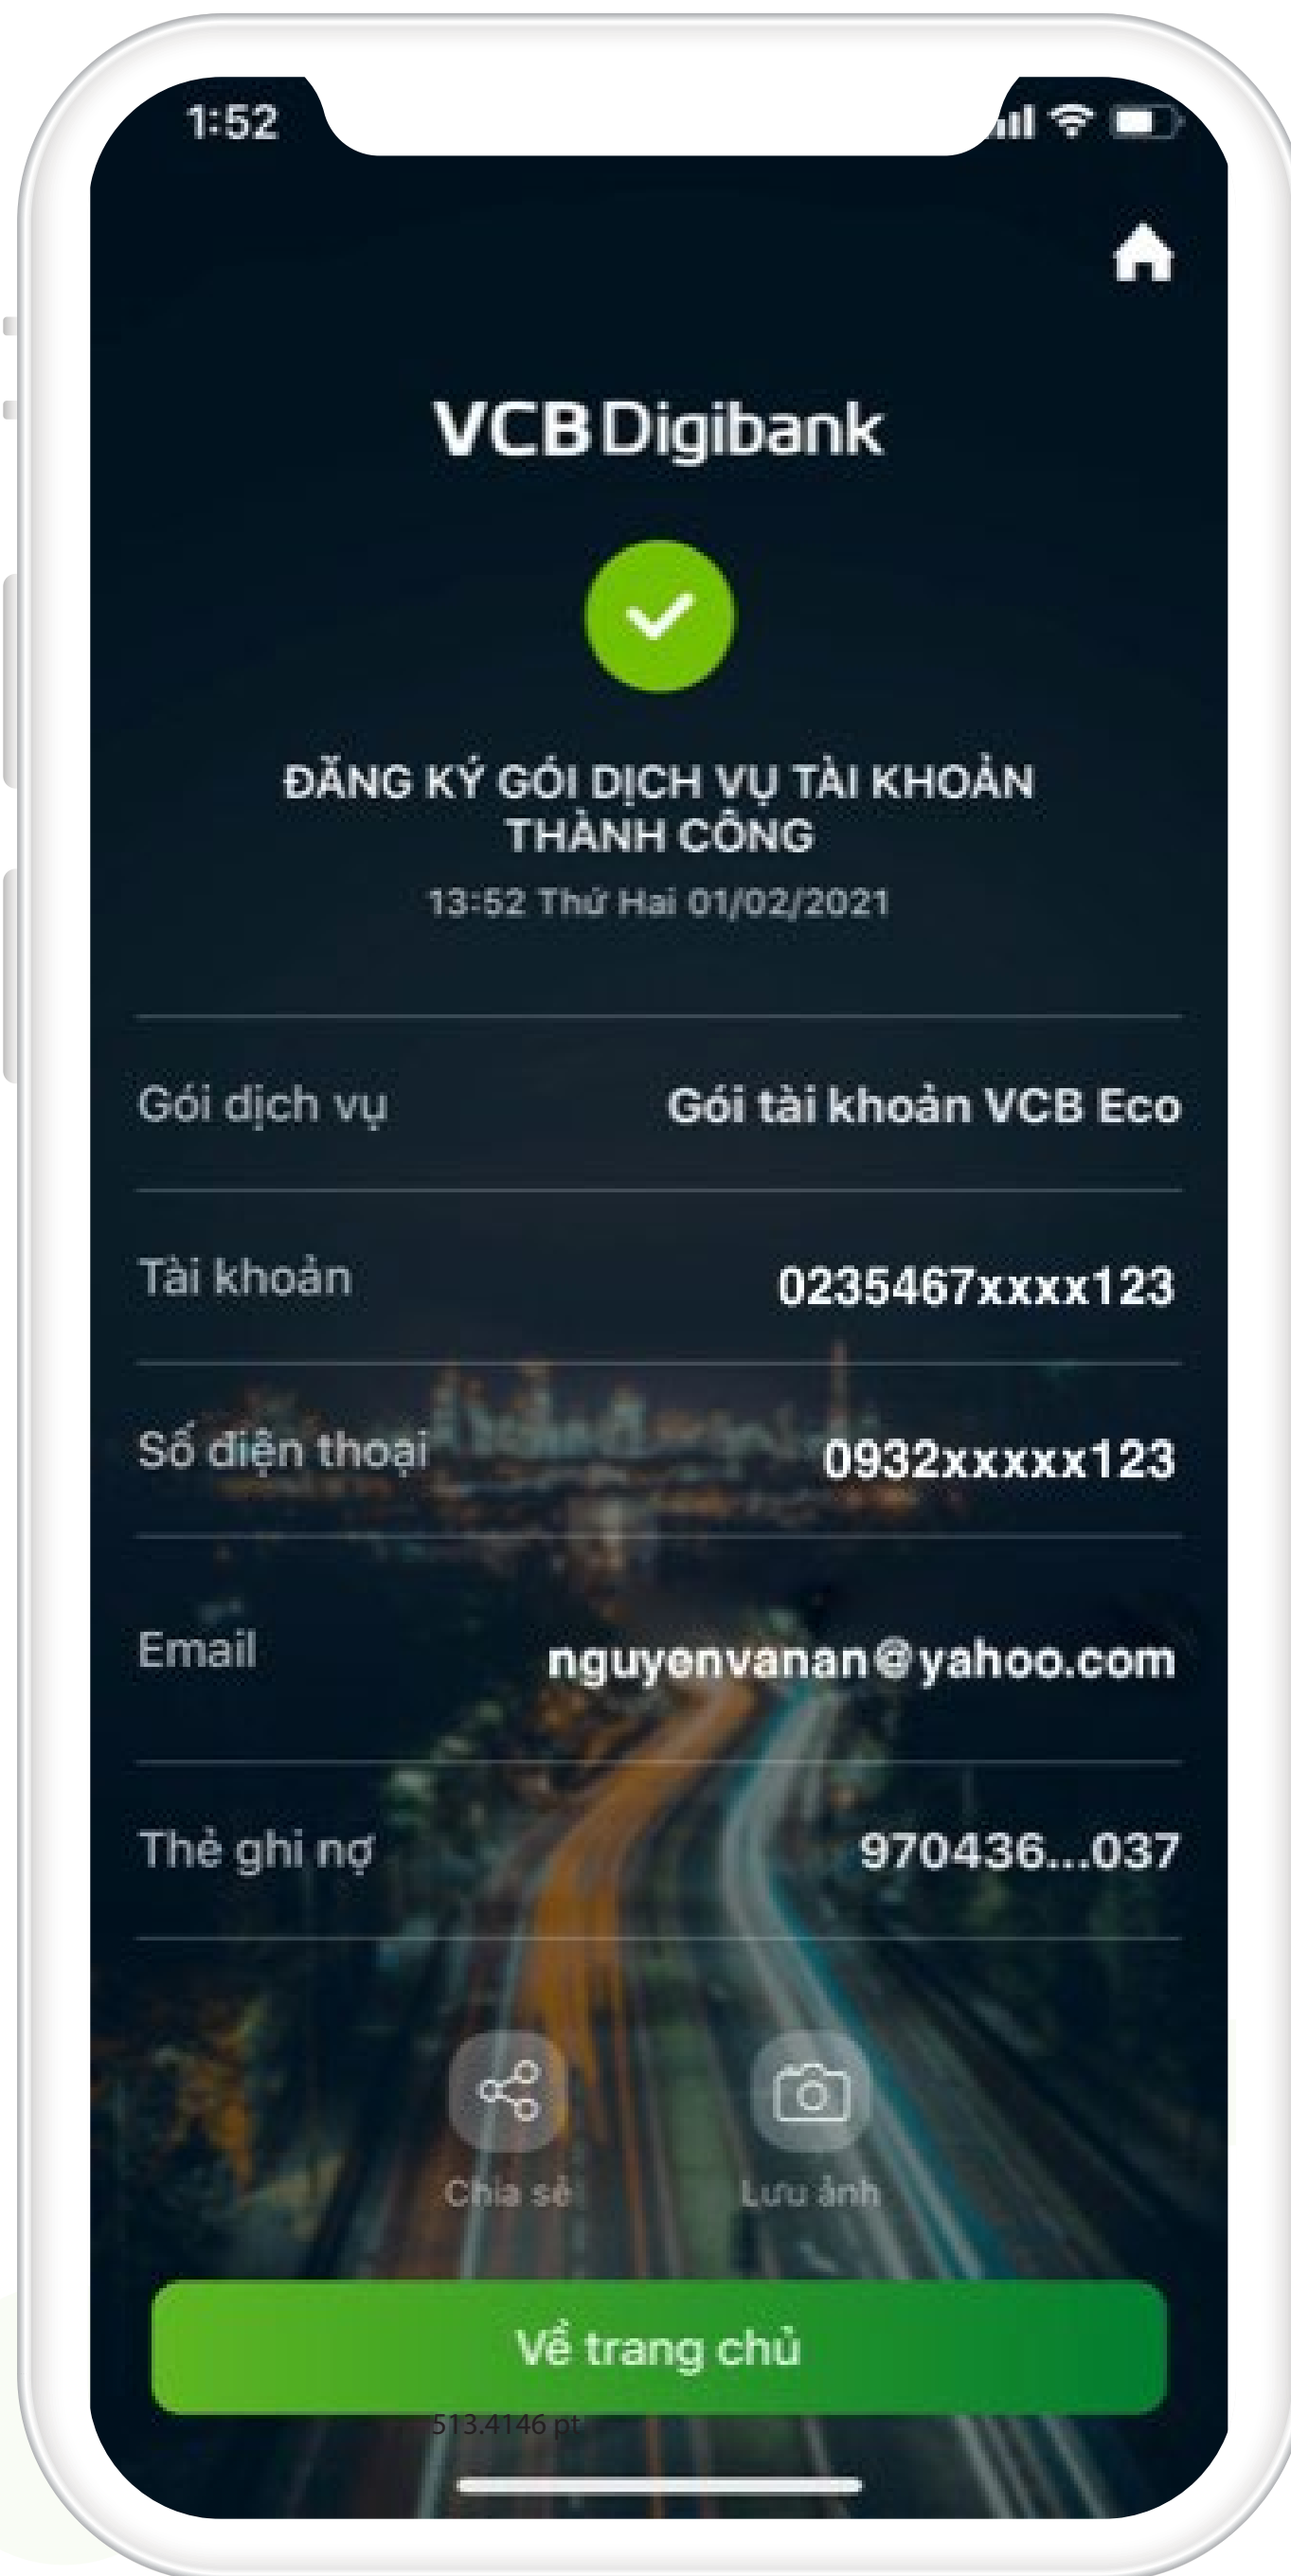 1:52
VCB Digibank
ĐĂNG KÝ GÓI DỊCH VỤ TÀI KHOẢN
THÀNH CÔNG
13:52 Thứ Hai 01/02/2021
Gói dịch vụ Gói tài khoản VCB Eco
Tài khoản 0235467xxxx123
Số điện thoại 0932xxxxx123
Email nguyenvanan@yahoo.com
Thẻ ghi nợ 970436...037
Chia sẻ Lưu ảnh
Về trang chủ
513.4146 pt